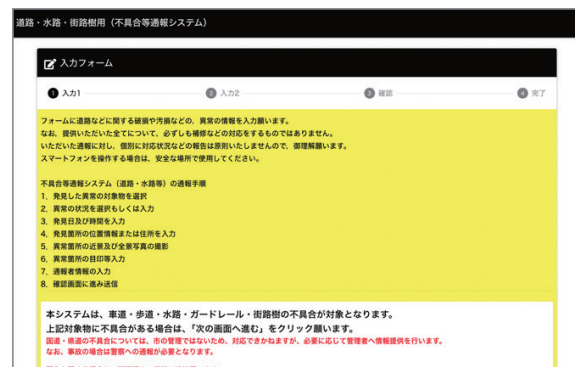 道路・水路・街路樹用（不具合等通報システム）
入力フォーム
1 入力1
2 入力2
3 確認
4 完了
フォームに道路などに関する破損や汚損などの、異常の情報を入力願います。
なお、提供いただいた全てについて、必ずしも補修などの対応をするものではありません。
いただいた通報に対し、個別に対応状況などの報告は原則いたしませんので、御理解願います。
スマートフォンを操作する場合は、安全な場所で使用してください。
不具合等通報システム（道路・水路等）の通報手順
1、発見した異常の対象物を選択
2、異常の状況を選択もしくは入力
3、発見日及び時間を入力
4、発見箇所の位置情報または住所を入力
5、異常箇所の近景及び全景写真の撮影
6、異常箇所の目印等入力
7、通報者情報の入力
8、確認画面に進み送信
本システムは、車道・歩道・水路・ガードレール・街路樹の不具合が対象となります。
上記対象物に不具合がある場合は、「次の画面へ進む」をクリック願います。
国道・県道の不具合については、市の管理ではないため、対応できかねますが、必要に応じて管理者へ情報提供を行います。
なお、事故の場合は警察への通報が必要となります。